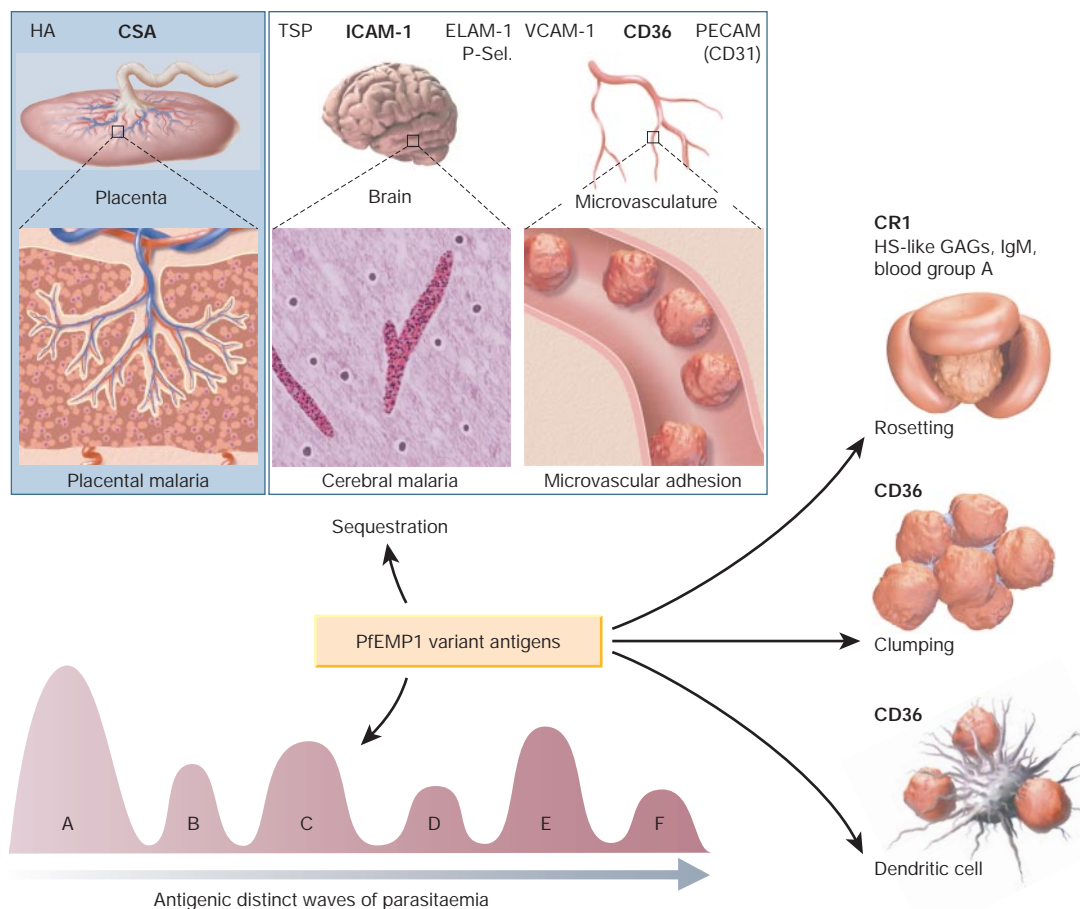 HA CSA
TSP ICAM-1 ELAM-1
P-Sel.
VCAM-1 CD36 PECAM
(CD31)
Placenta
Brain
Microvasculature
Placental malaria
Cerebral malaria
Microvascular adhesion
CR1
HS-like GAGs, IgM,
blood group A
Rosetting
CD36
Clumping
CD36
Dendritic cell
Sequestration
PfEMP1 variant antigens
A B C D E F
Antigenic distinct waves of parasitaemia